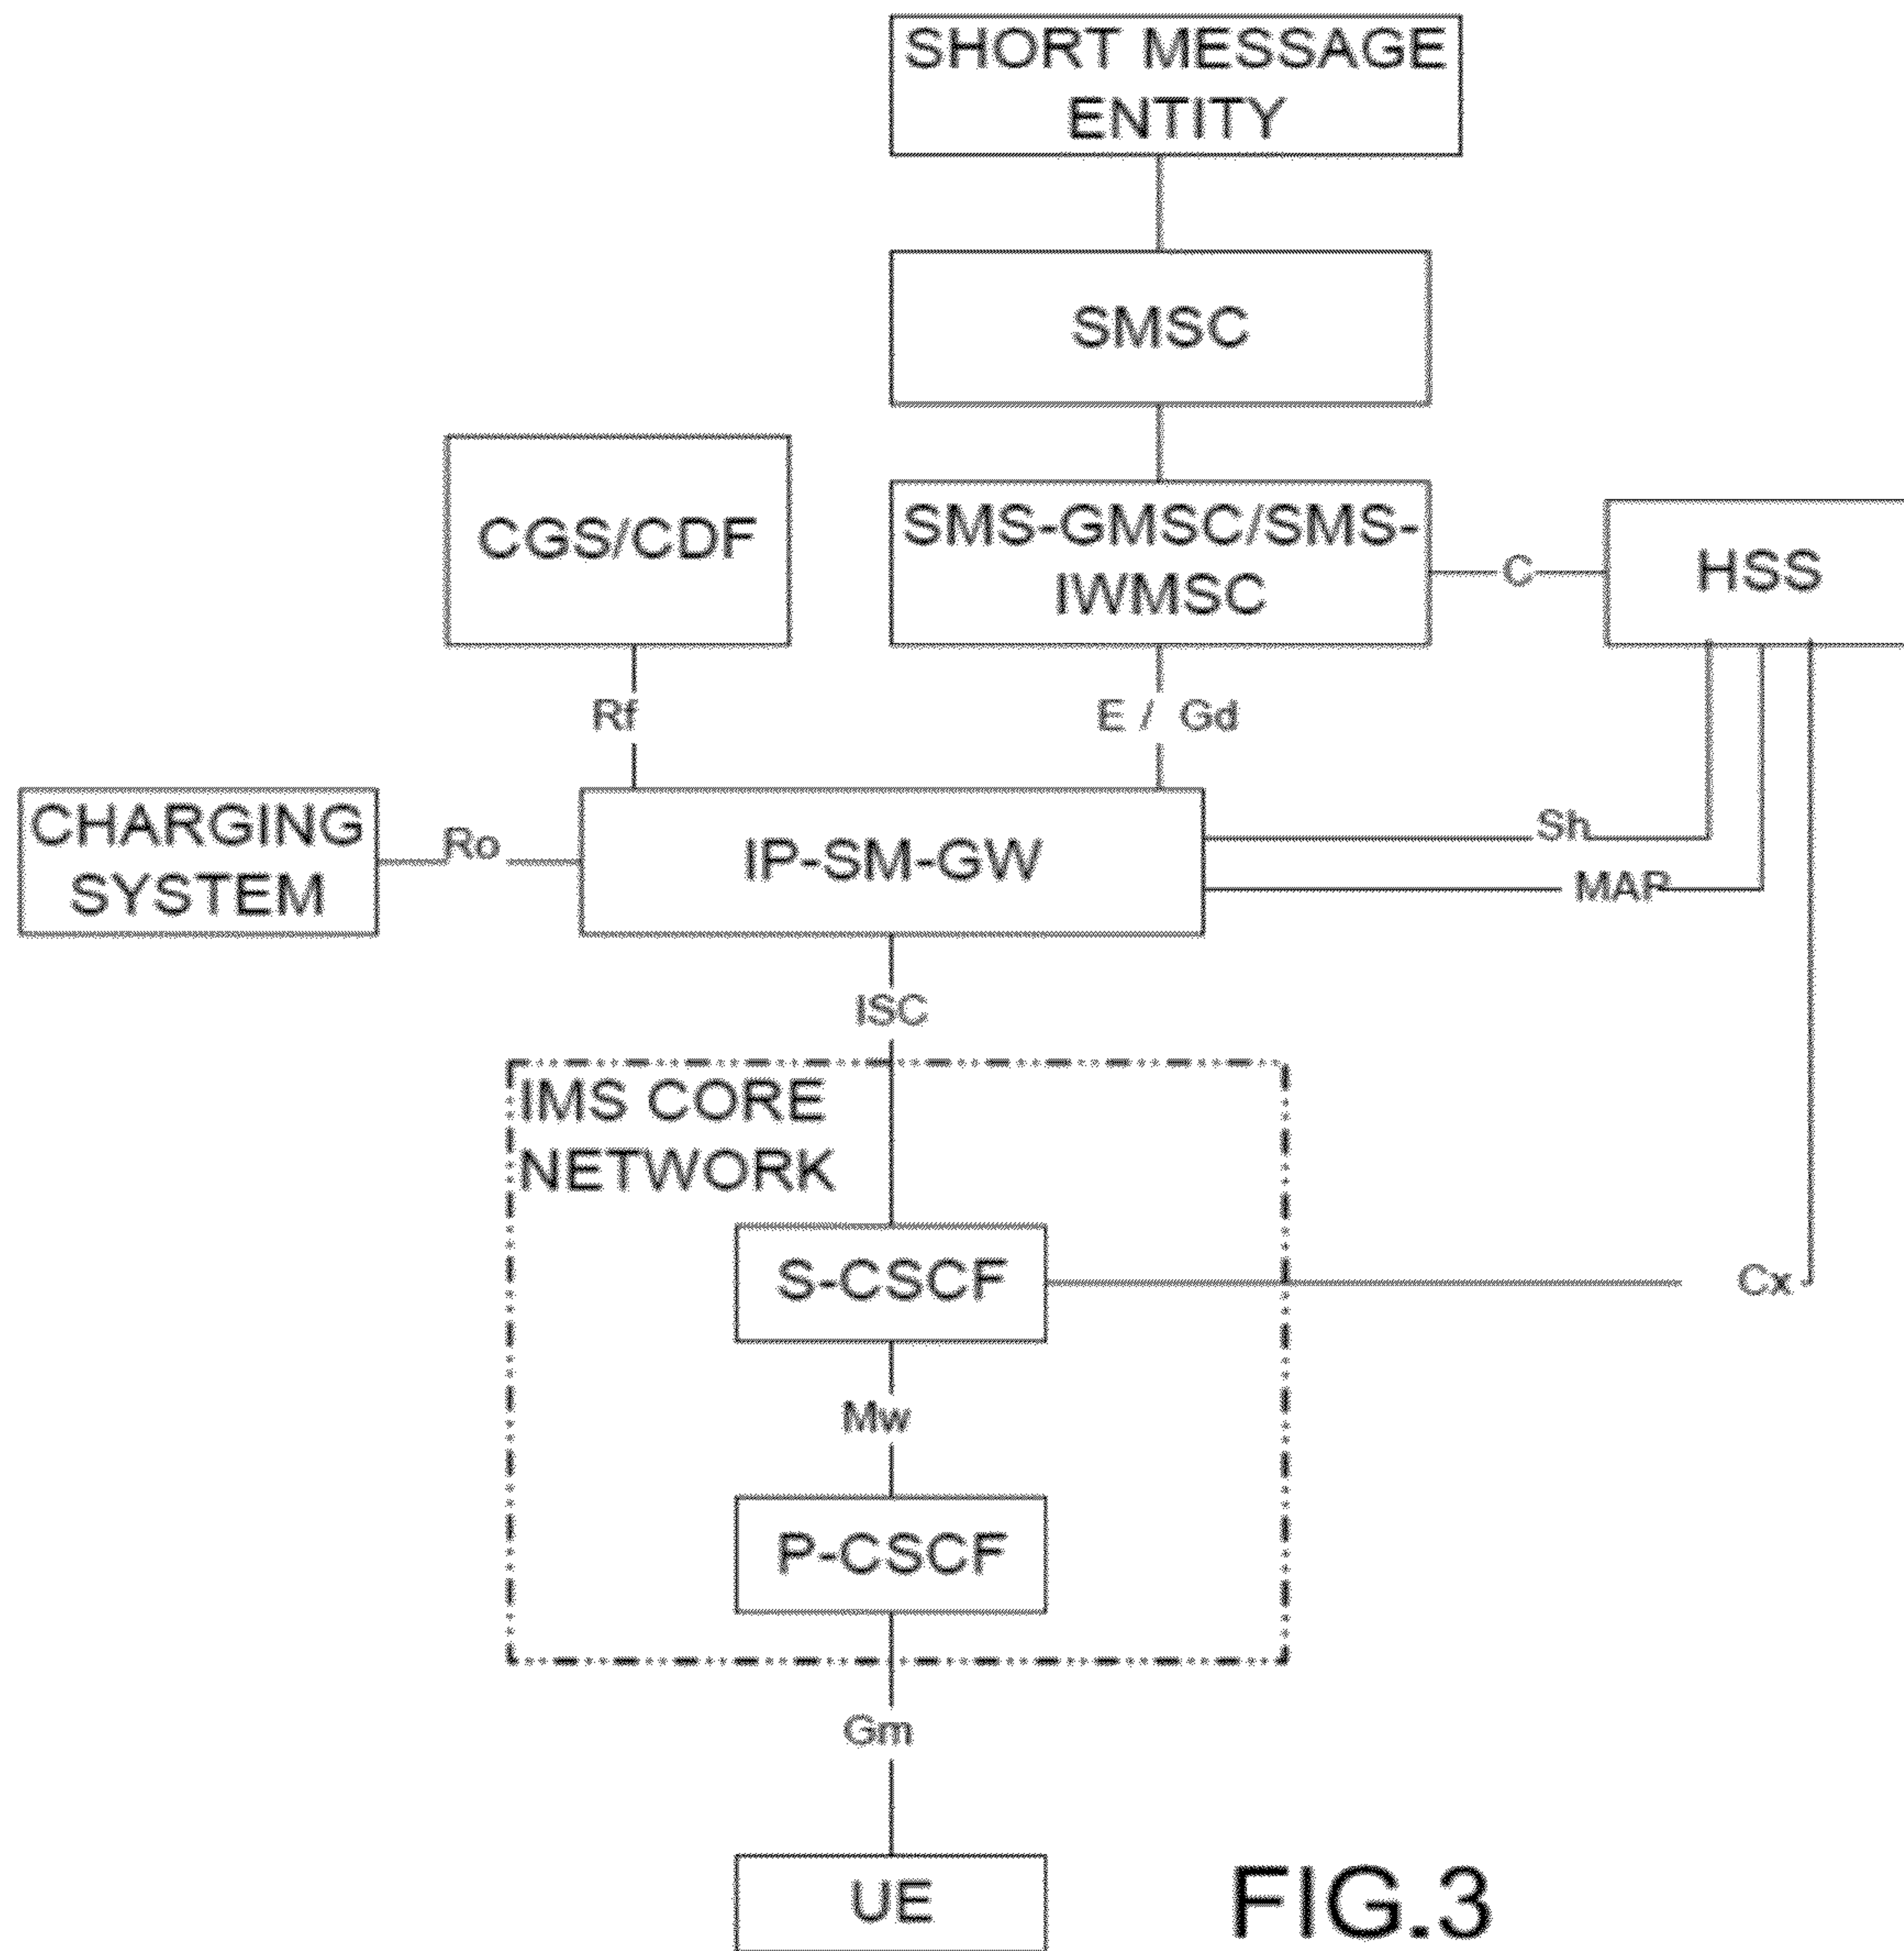 SHORT MESSAGE
ENTITY
SMSC
CGS/CDF
SMS-GMSC/SMS-
IWMSC
C
HSS
Rf
E / Gd
CHARGING
SYSTEM
Ro
IP-SM-GW
Sh
MAP
ISC
IMS CORE
NETWORK
S-CSCF
Cx
Mw
P-CSCF
Gm
UE
FIG.3